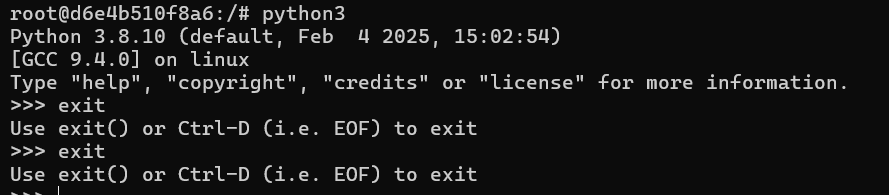 root@d6e4b510f8a6:/# python3
Python 3.8.10 (default, Feb  4 2025, 15:02:54)
[GCC 9.4.0] on linux
Type "help", "copyright", "credits" or "license" for more information.
>>> exit
Use exit() or Ctrl-D (i.e. EOF) to exit
>>> exit
Use exit() or Ctrl-D (i.e. EOF) to exit
>>>